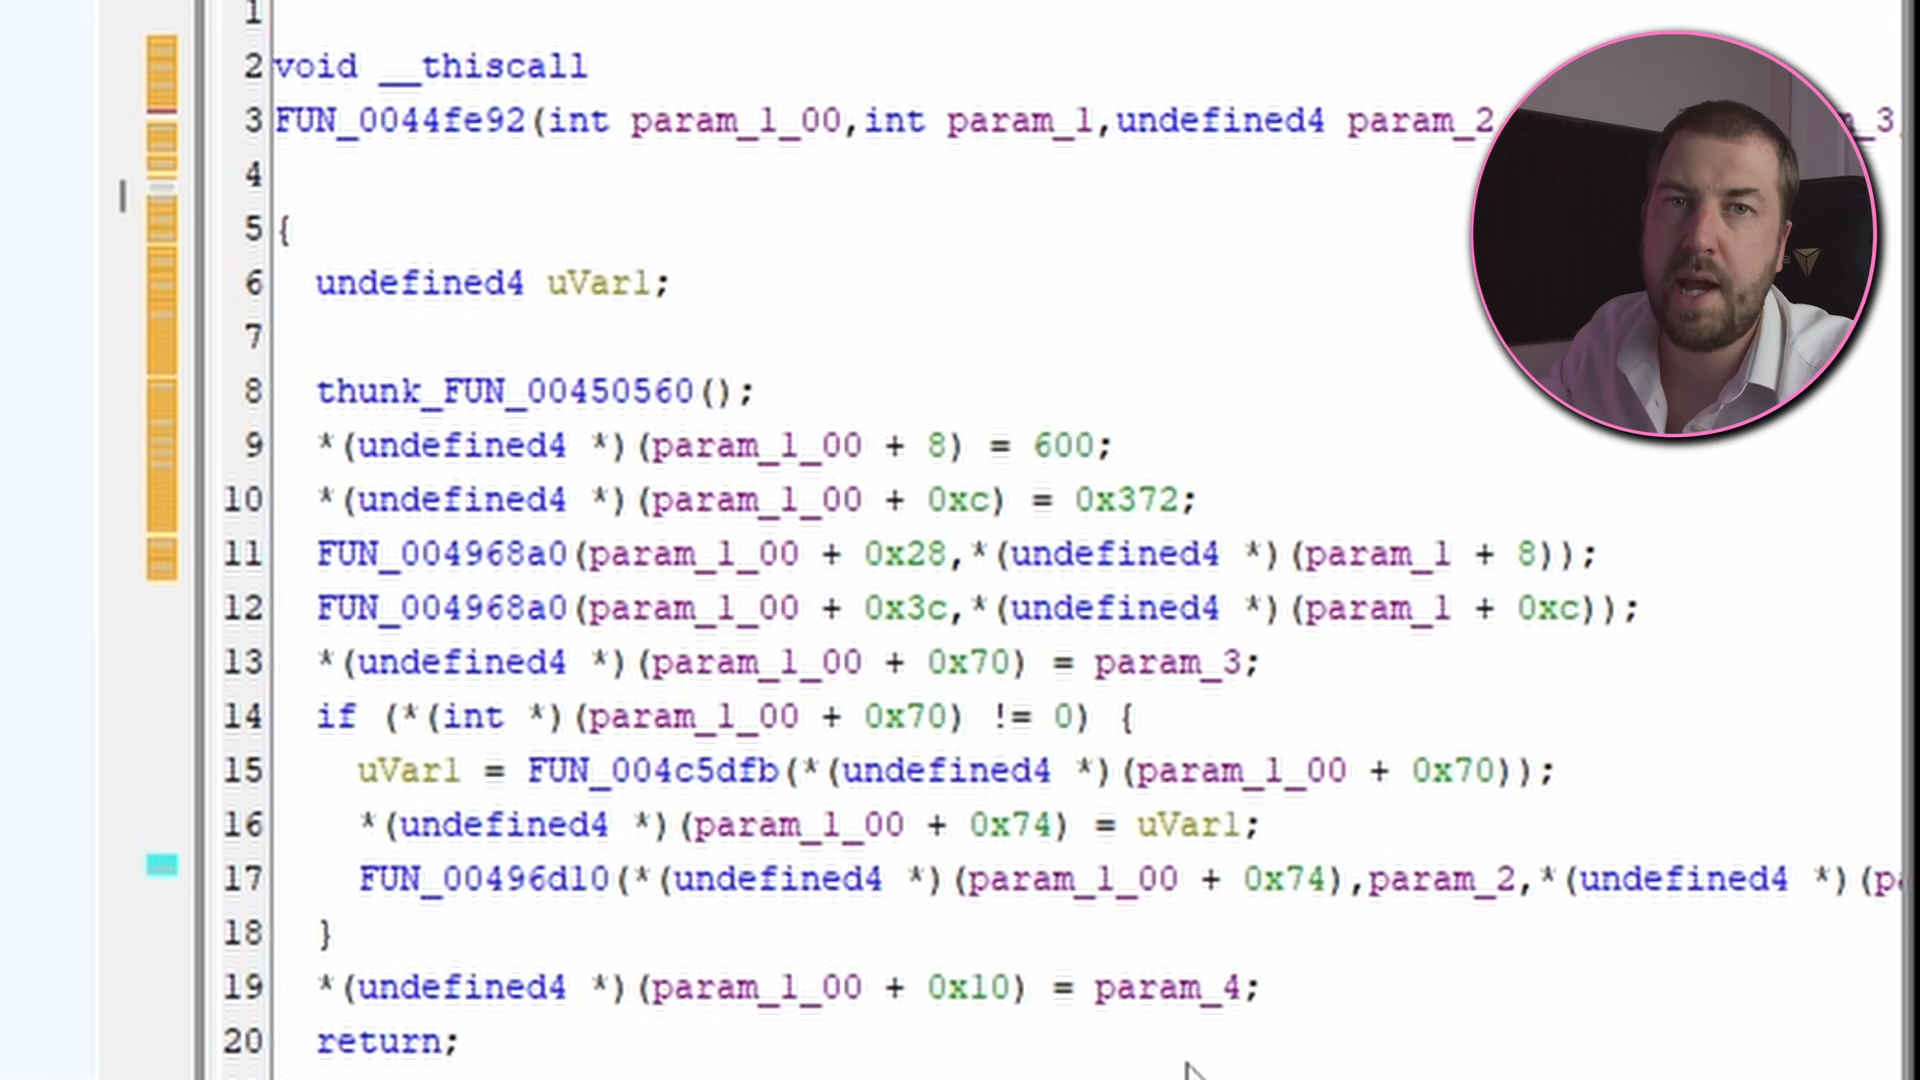 1
2 void __thiscall
3 FUN_0044fe92(int param_1_00,int param_1,undefined4 param_2 _3,
4
5 {
6 undefined4 uVar1;
7
8 thunk_FUN_00450560();
9 *(undefined4 *)(param_1_00 + 8) = 600;
10 *(undefined4 *)(param_1_00 + 0xc) = 0x372;
11 FUN_004968a0(param_1_00 + 0x28,*(undefined4 *)(param_1 + 8));
12 FUN_004968a0(param_1_00 + 0x3c,*(undefined4 *)(param_1 + 0xc));
13 *(undefined4 *)(param_1_00 + 0x70) = param_3;
14 if (*(int *)(param_1_00 + 0x70) != 0) {
15 uVar1 = FUN_004c5dfb(*(undefined4 *)(param_1_00 + 0x70));
16 *(undefined4 *)(param_1_00 + 0x74) = uVar1;
17 FUN_00496d10(*(undefined4 *)(param_1_00 + 0x74),param_2,*(undefined4 *)(pa
18 }
19 *(undefined4 *)(param_1_00 + 0x10) = param_4;
20 return;